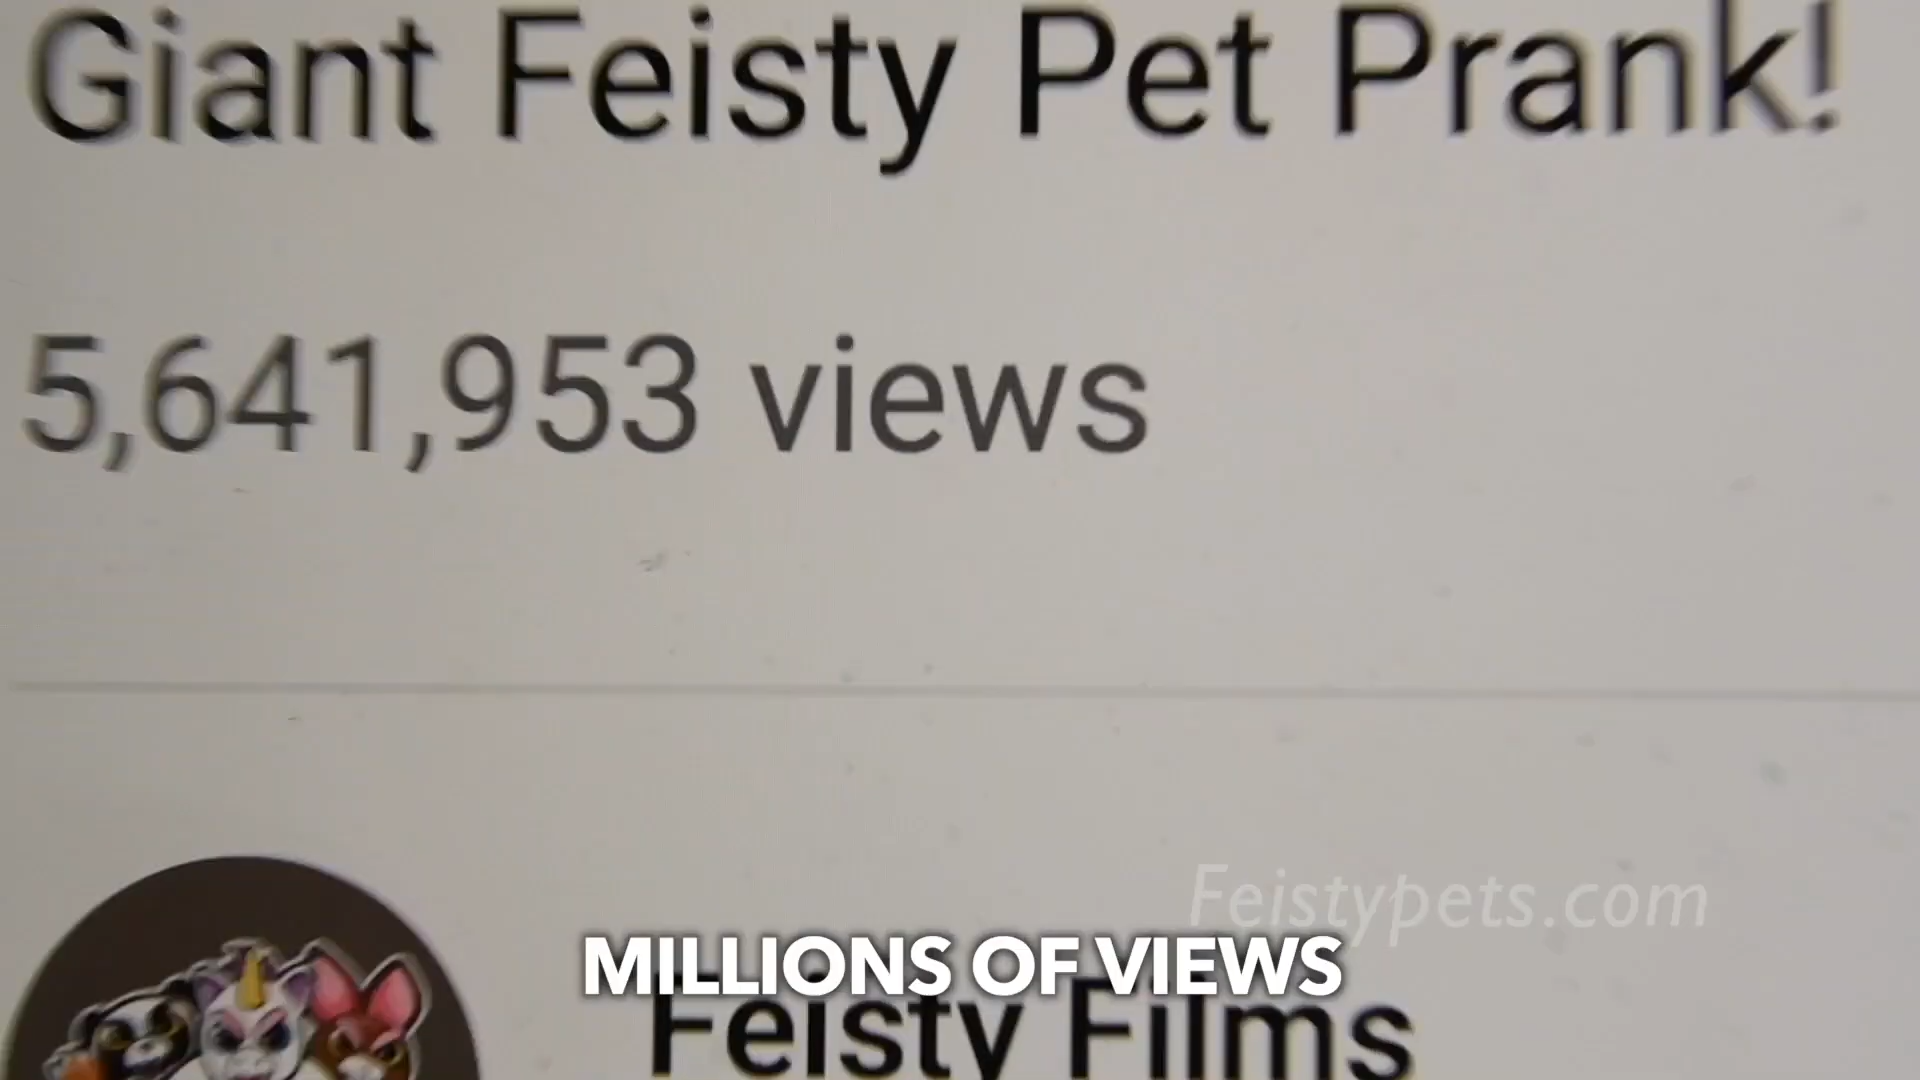 Giant Feisty Pet Prank!
5,641,953 views
Feistypets.com
MILLIONS OF VIEWS
Feisty Films